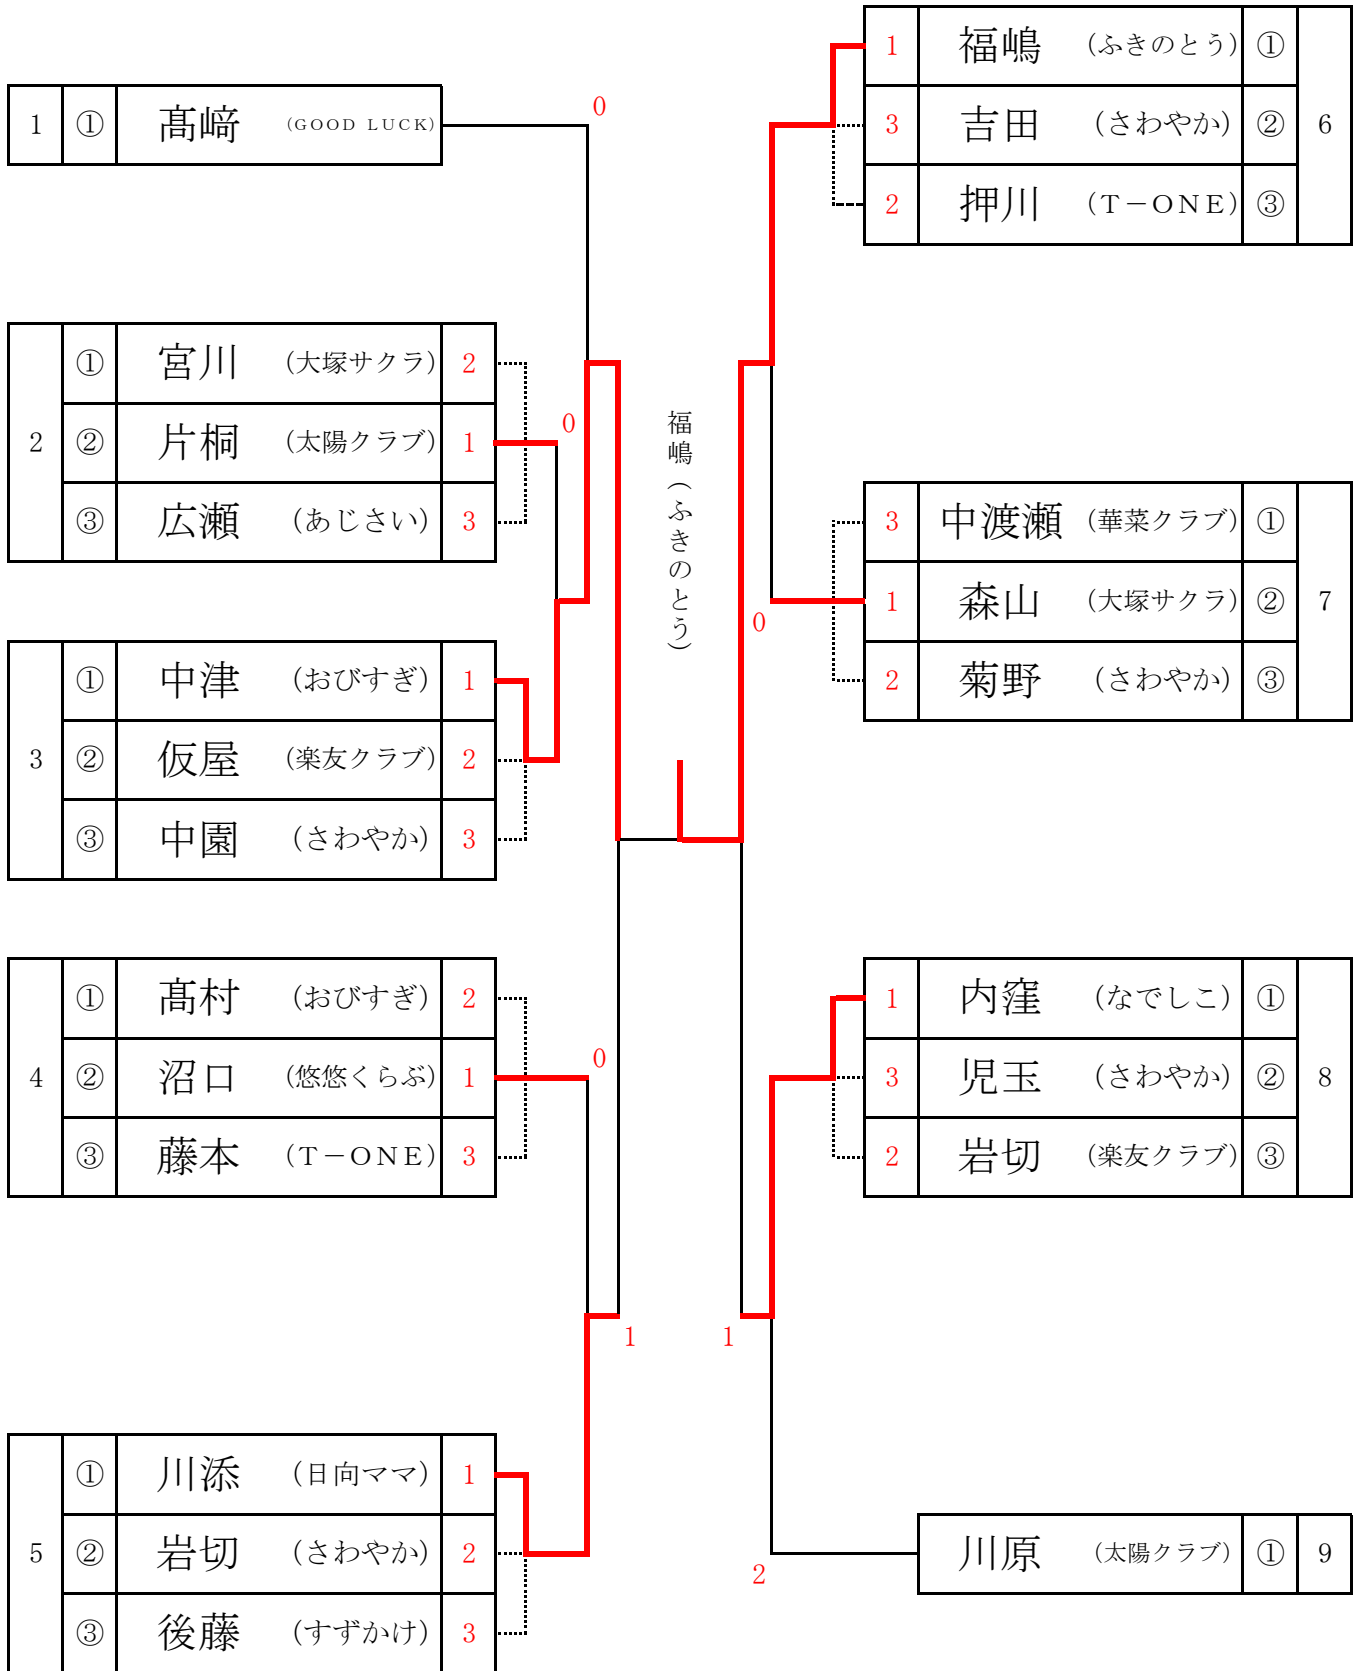 1 ① 髙﨑 (GOOD LUCK)
0
2
① 宮川 (大塚サクラ) 2
② 片桐 (太陽クラブ) 1
③ 広瀬 (あじさい) 3
0
3
① 中津 (おびすぎ) 1
② 仮屋 (楽友クラブ) 2
③ 中園 (さわやか) 3
4
① 髙村 (おびすぎ) 2
② 沼口 (悠悠くらぶ) 1
③ 藤本 (T－ONE) 3
0
1
5
① 川添 (日向ママ) 1
② 岩切 (さわやか) 2
③ 後藤 (すずかけ) 3
福嶋(ふきのとう)
1 福嶋 (ふきのとう) ①
3 吉田 (さわやか) ②
2 押川 (T－ONE) ③
6
3 中渡瀬 (華菜クラブ) ①
1 森山 (大塚サクラ) ②
2 菊野 (さわやか) ③
7
0
1 内窪 (なでしこ) ①
3 児玉 (さわやか) ②
2 岩切 (楽友クラブ) ③
8
1
2
川原 (太陽クラブ) ① 9